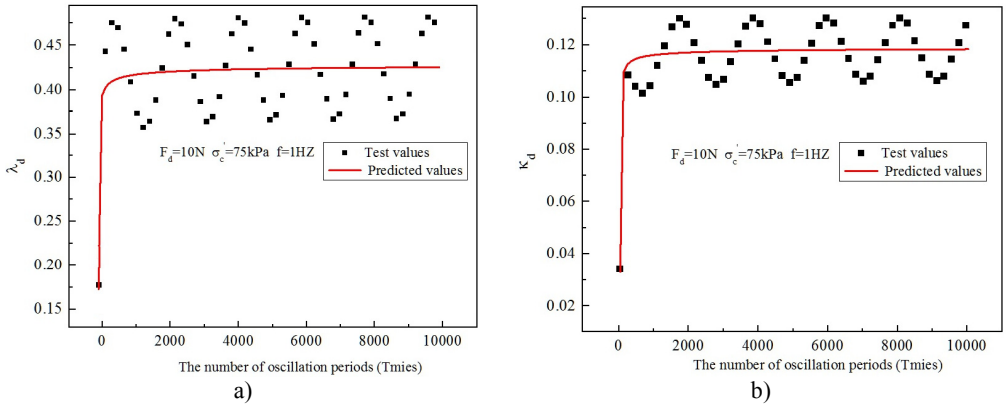 0.45
0.40
0.35
0.30
0.25
0.20
0.15
λd
Fd=10N σc'=75kPa f=1HZ
Test values
Predicted values
0 2000 4000 6000 8000 10000
The number of oscillation periods (Tmies)
a)
0.12
0.10
0.08
0.06
0.04
0.02
κd
Fd=10N σc'=75kPa f=1HZ
Test values
Predicted values
0 2000 4000 6000 8000 10000
The number of oscillation periods (Tmies)
b)